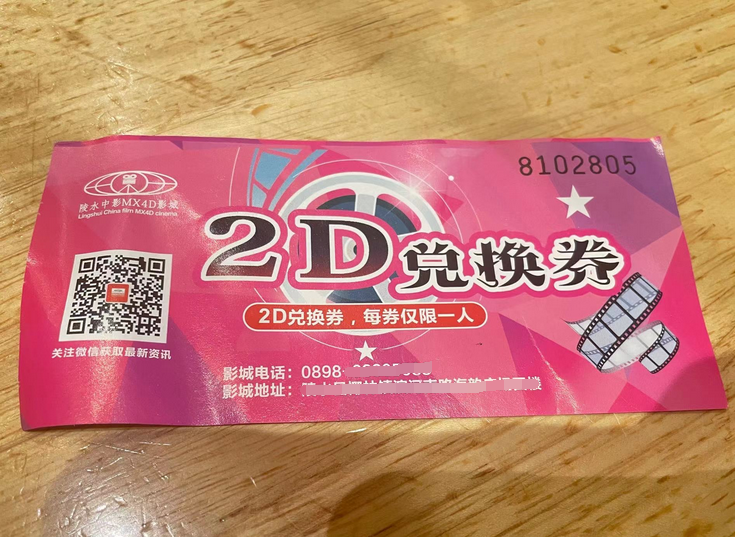 8102805
陵水中影MX4D影城
Lingshui China film MX4D cinema
2D兑换券
2D兑换券，每券仅限一人
关注微信获取最新资讯
影城电话：0898-
影城地址：